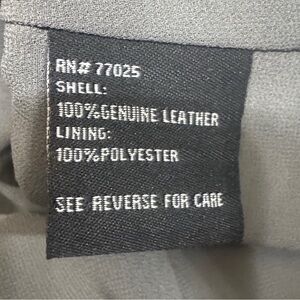 RN# 77025
SHELL:
100%GENUINE LEATHER
LINING:
100%POLYESTER
SEE REVERSE FOR CARE